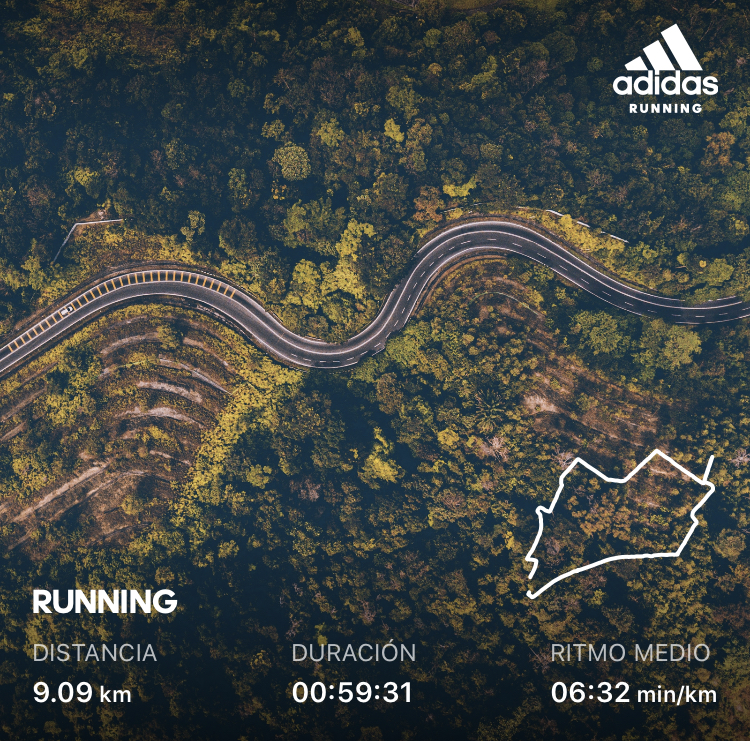 adidas
RUNNING
RUNNING
DISTANCIA DURACIÓN RITMO MEDIO
9.09 km 00:59:31 06:32 min/km